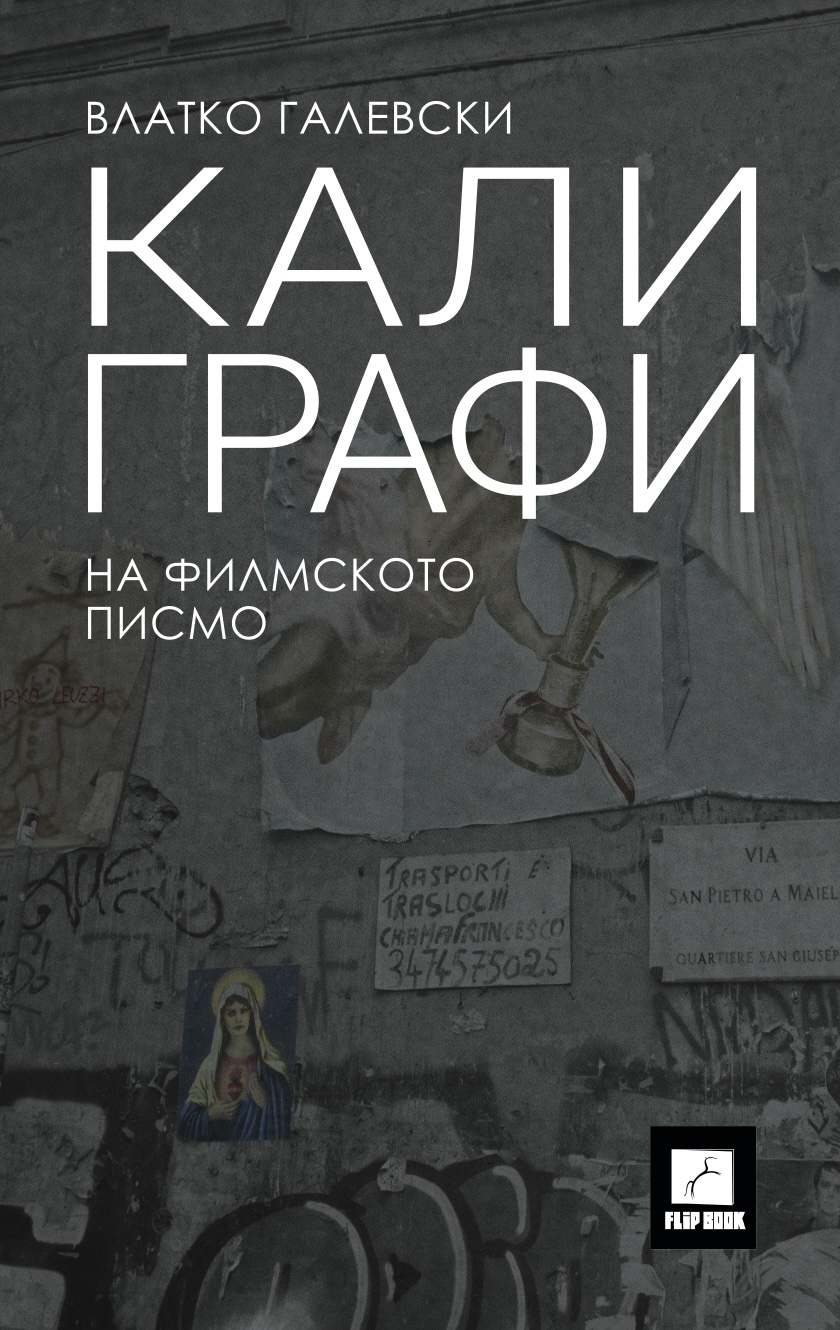 ВЛАТКО ГАЛЕВСКИ
КАЛИ
ГРАФИ
НА ФИЛМСКОТО
ПИСМО
TRASPORTI E
TRASLOCHI
CHIAMA FRANCESCO
3474575025
VIA
SAN PIETRO A MAIEL
QUARTIERE SAN GIUSEP
LEUZZI
FLIP BOOK